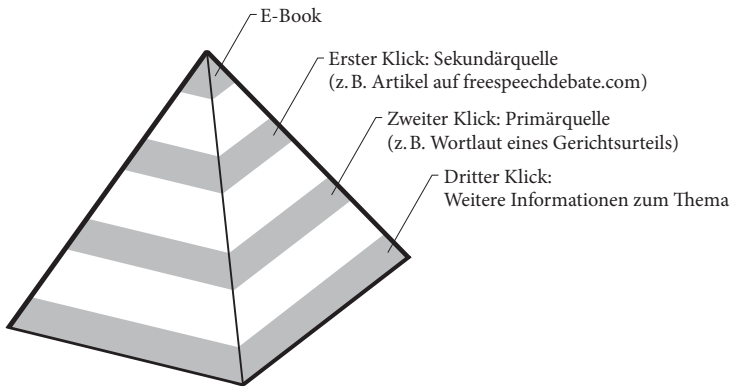 E-Book
Erster Klick: Sekundärquelle
(z. B. Artikel auf freespeechdebate.com)
Zweiter Klick: Primärquelle
(z. B. Wortlaut eines Gerichtsurteils)
Dritter Klick:
Weitere Informationen zum Thema